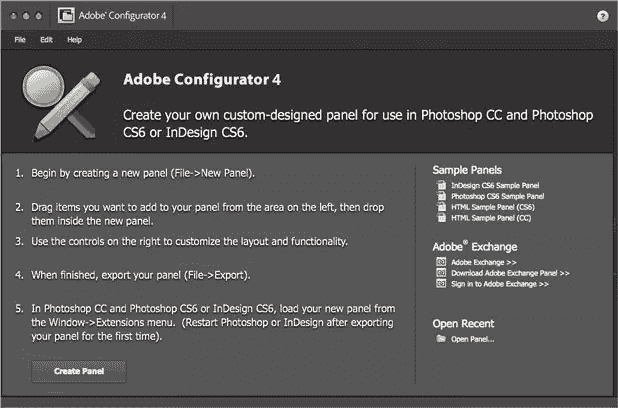 Adobe® Configurator 4
?
File Edit Help
Adobe Configurator 4
Create your own custom-designed panel for use in Photoshop CC and Photoshop
CS6 or InDesign CS6.
1. Begin by creating a new panel (File->New Panel).
2. Drag items you want to add to your panel from the area on the left, then drop
them inside the new panel.
3. Use the controls on the right to customize the layout and functionality.
4. When finished, export your panel (File->Export).
5. In Photoshop CC and Photoshop CS6 or InDesign CS6, load your new panel from
the Window->Extensions menu. (Restart Photoshop or InDesign after exporting
your panel for the first time).
Create Panel
Sample Panels
InDesign CS6 Sample Panel
Photoshop CS6 Sample Panel
HTML Sample Panel (CS6)
HTML Sample Panel (CC)
Adobe® Exchange
Adobe Exchange >>
Download Adobe Exchange Panel >>
Sign in to Adobe Exchange >>
Open Recent
Open Panel...